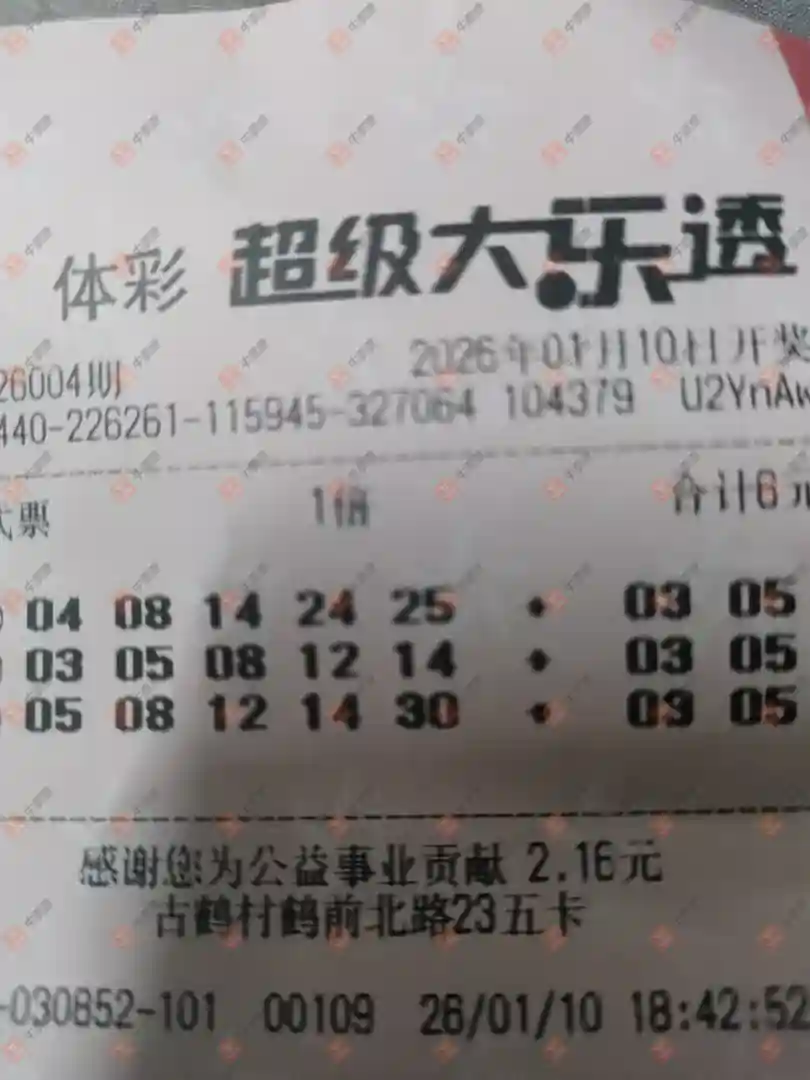 体彩 超级大乐透
26004期 2026年01月10日开奖
440-226261-115945-327064 104379 U2YnAw
式票 1倍 合计6元
04 08 14 24 25 + 03 05
03 05 08 12 14 + 03 05
05 08 12 14 30 + 03 05
感谢您为公益事业贡献 2.16元
古鹤村鹤前北路23五卡
-030852-101 00109 26/01/10 18:42:52